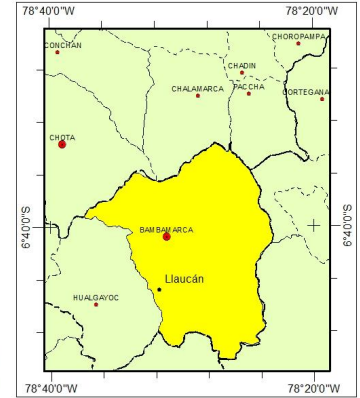 78°40'0"W 78°20'0"W
CHOROPAMPA
CONCHAN
CHADIN
CHALAMARCA
PACCHA
CORTEGANA
CHOTA
6°40'0"S 6°40'0"S
BAMBAMARCA
Llaucán
HUALGAYOC
78°40'0"W 78°20'0"W